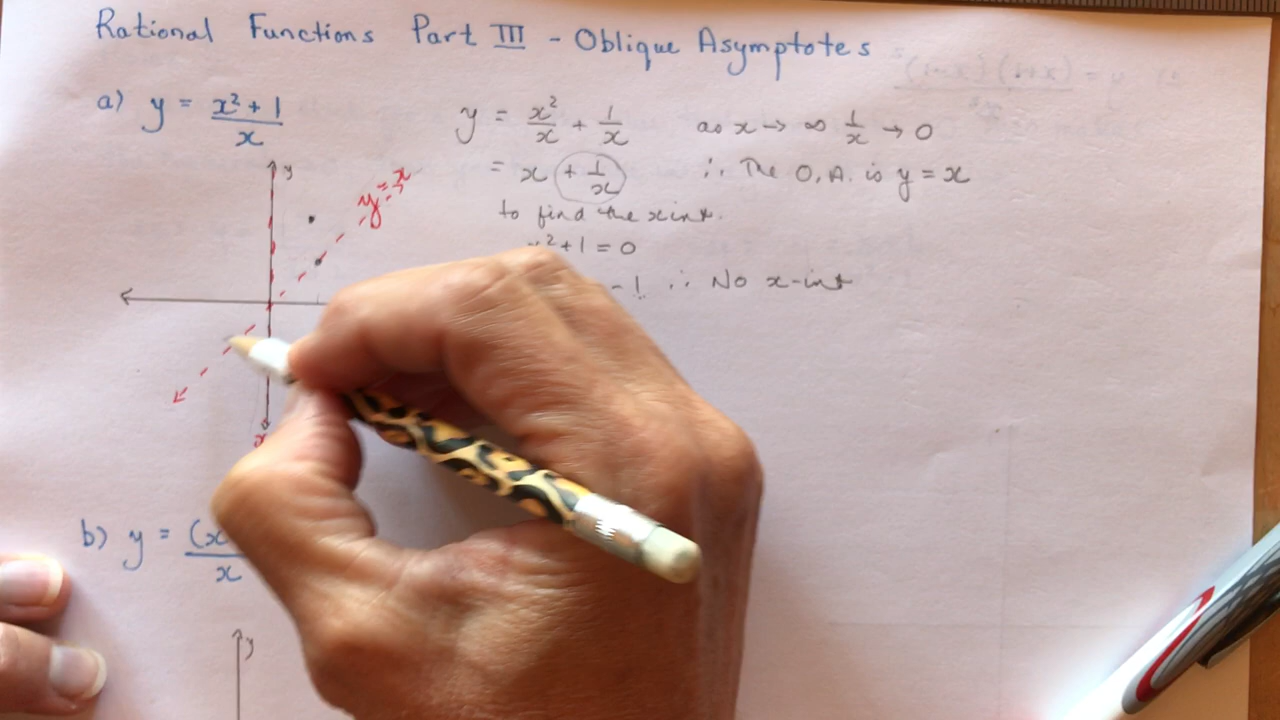 Rational Functions Part III - Oblique Asymptotes
a) y = x² + 1 / x
y = x²/x + 1/x
as x → ∞ 1/x → 0
= x + 1/x
∴ The O.A. is y = x
to find the x int.
x² + 1 = 0
- 1 ∴ No x-int
y
y = x
b) y = (x / x
y